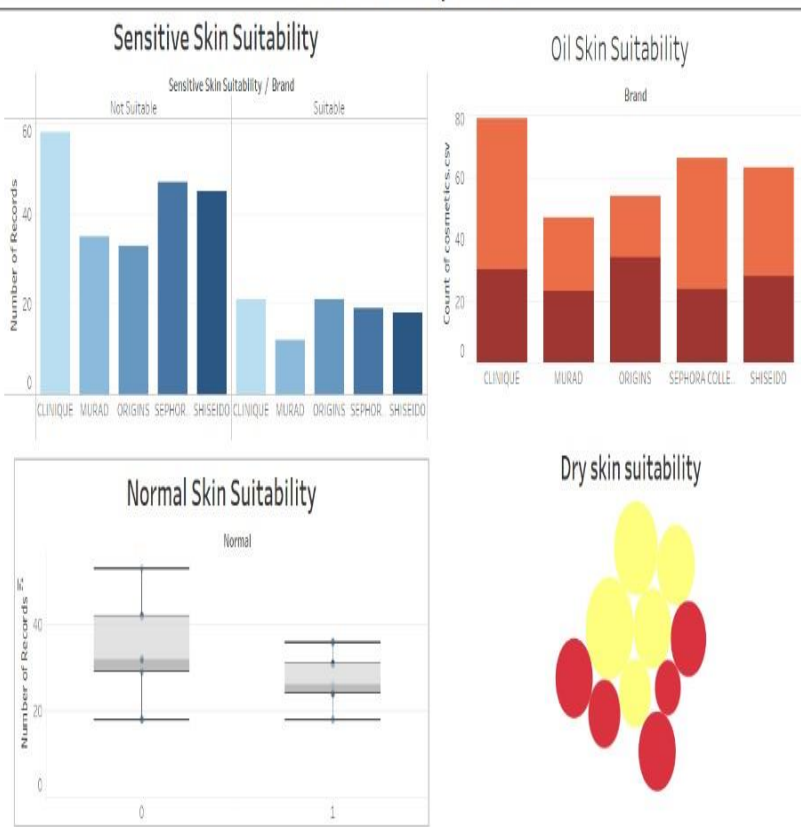 Sensitive Skin Suitability
Sensitive Skin Suitability / Brand
Not Suitable Suitable
Number of Records
60
40
20
0
CLINIQUE MURAD ORIGINS SEPHOR.. SHISEIDO CLINIQUE MURAD ORIGINS SEPHOR.. SHISEIDO
Oil Skin Suitability
Brand
Count of cosmetics.csv
80
60
40
20
0
CLINIQUE MURAD ORIGINS SEPHORA COLLE.. SHISEIDO
Normal Skin Suitability
Normal
Number of Records
40
20
0
0 1
Dry skin suitability